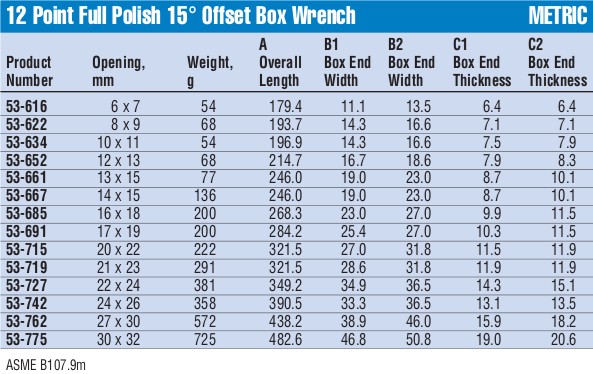 12 Point Full Polish 15° Offset Box Wrench METRIC
A B1 B2 C1 C2
Product Opening, Weight, Overall Box End Box End Box End Box End
Number mm g Length Width Width Thickness Thickness
53-616 6 x 7 54 179.4 11.1 13.5 6.4 6.4
53-622 8 x 9 68 193.7 14.3 16.6 7.1 7.1
53-634 10 x 11 54 196.9 14.3 16.6 7.5 7.9
53-652 12 x 13 68 214.7 16.7 18.6 7.9 8.3
53-661 13 x 15 77 246.0 19.0 23.0 8.7 10.1
53-667 14 x 15 136 246.0 19.0 23.0 8.7 10.1
53-685 16 x 18 200 268.3 23.0 27.0 9.9 11.5
53-691 17 x 19 200 284.2 25.4 27.0 10.3 11.5
53-715 20 x 22 222 321.5 27.0 31.8 11.5 11.9
53-719 21 x 23 291 321.5 28.6 31.8 11.9 11.9
53-727 22 x 24 381 349.2 34.9 36.5 14.3 15.1
53-742 24 x 26 358 390.5 33.3 36.5 13.1 13.5
53-762 27 x 30 572 438.2 38.9 46.0 15.9 18.2
53-775 30 x 32 725 482.6 46.8 50.8 19.0 20.6
ASME B107.9m